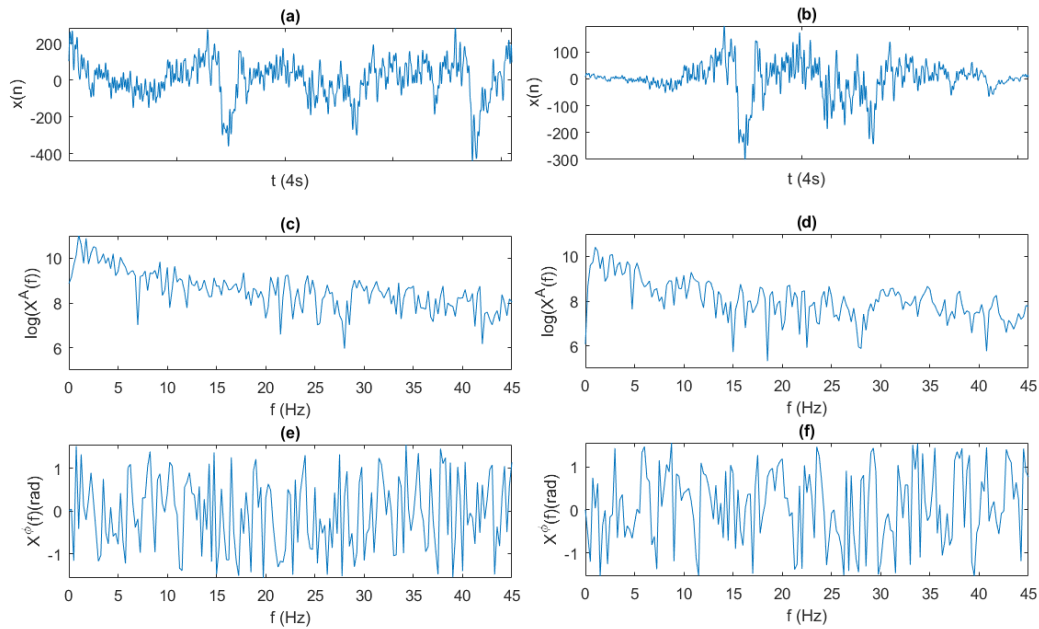 (a)
200
0
-200
-400
x(n)
t (4s)
(b)
100
0
-100
-200
-300
x(n)
t (4s)
(c)
10
8
6
log(X^A(f))
0 5 10 15 20 25 30 35 40 45
f (Hz)
(d)
10
8
6
log(X^A(f))
0 5 10 15 20 25 30 35 40 45
f (Hz)
(e)
1
0
-1
X^ϕ(f)(rad)
0 5 10 15 20 25 30 35 40 45
f (Hz)
(f)
1
0
-1
X^ϕ(f)(rad)
0 5 10 15 20 25 30 35 40 45
f (Hz)